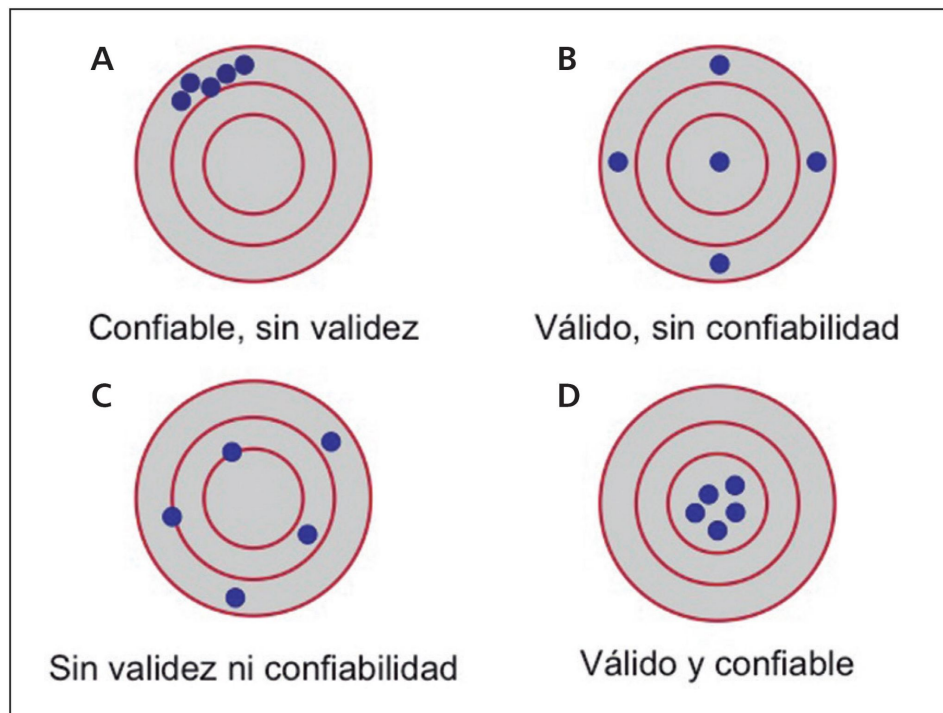 A
Confiable, sin validez
B
Válido, sin confiabilidad
C
Sin validez ni confiabilidad
D
Válido y confiable